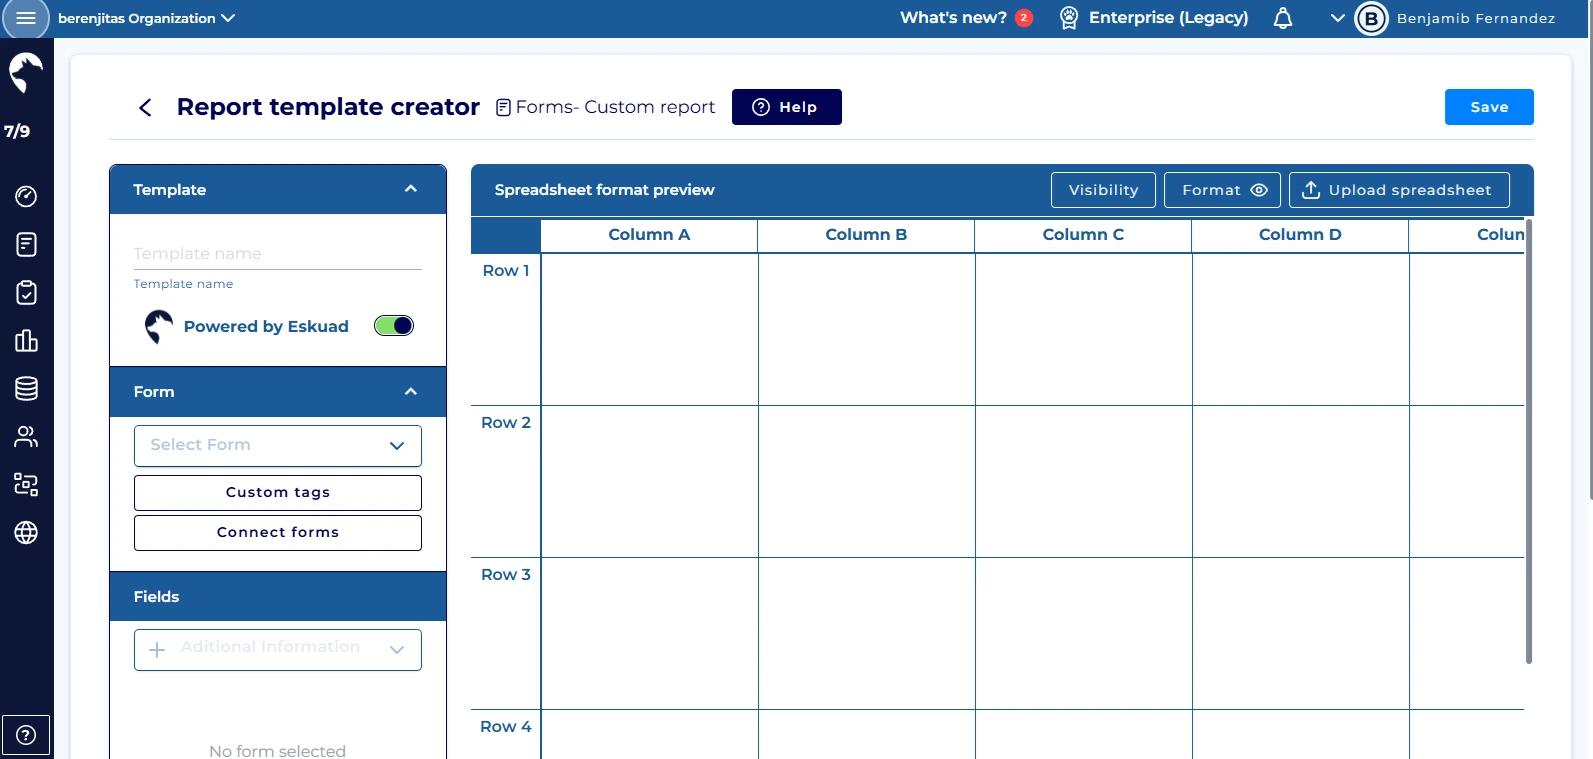 berenjitas Organization
What's new? 2
Enterprise (Legacy)
B
Benjamib Fernandez
7/9
Report template creator
Forms- Custom report
Help
Save
Template
Template name
Template name
Powered by Eskuad
Form
Select Form
Custom tags
Connect forms
Fields
Aditional Information
No form selected
Spreadsheet format preview
Visibility
Format
Upload spreadsheet
Column A
Column B
Column C
Column D
Colun
Row 1
Row 2
Row 3
Row 4